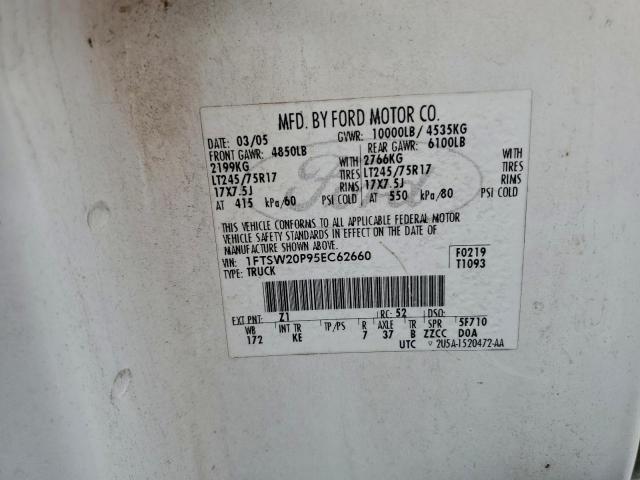 MFD. BY FORD MOTOR CO.
DATE: 03/05 GVWR: 10000LB/ 4535KG
FRONT GAWR: 4850LB REAR GAWR: 6100LB
2199KG WITH 2766KG WITH
LT245/75R17 TIRES LT245/75R17 TIRES
17X7.5J RIMS 17X7.5J RIMS
AT 415 kPa/60 PSI COLD AT 550 kPa/80 PSI COLD
THIS VEHICLE CONFORMS TO ALL APPLICABLE FEDERAL MOTOR
VEHICLE SAFETY STANDARDS IN EFFECT ON THE DATE OF
MANUFACTURE SHOWN ABOVE.
VIN: 1FTSW20P95EC62660 F0219
TYPE: TRUCK T1093
EXT PNT: Z1 RC: 52 DSO:
WB INT TR TP/PS R AXLE TR SPR 5F710
172 KE 7 37 B ZZCC DOA
UTC 2U5A-1520472-AA
Ford